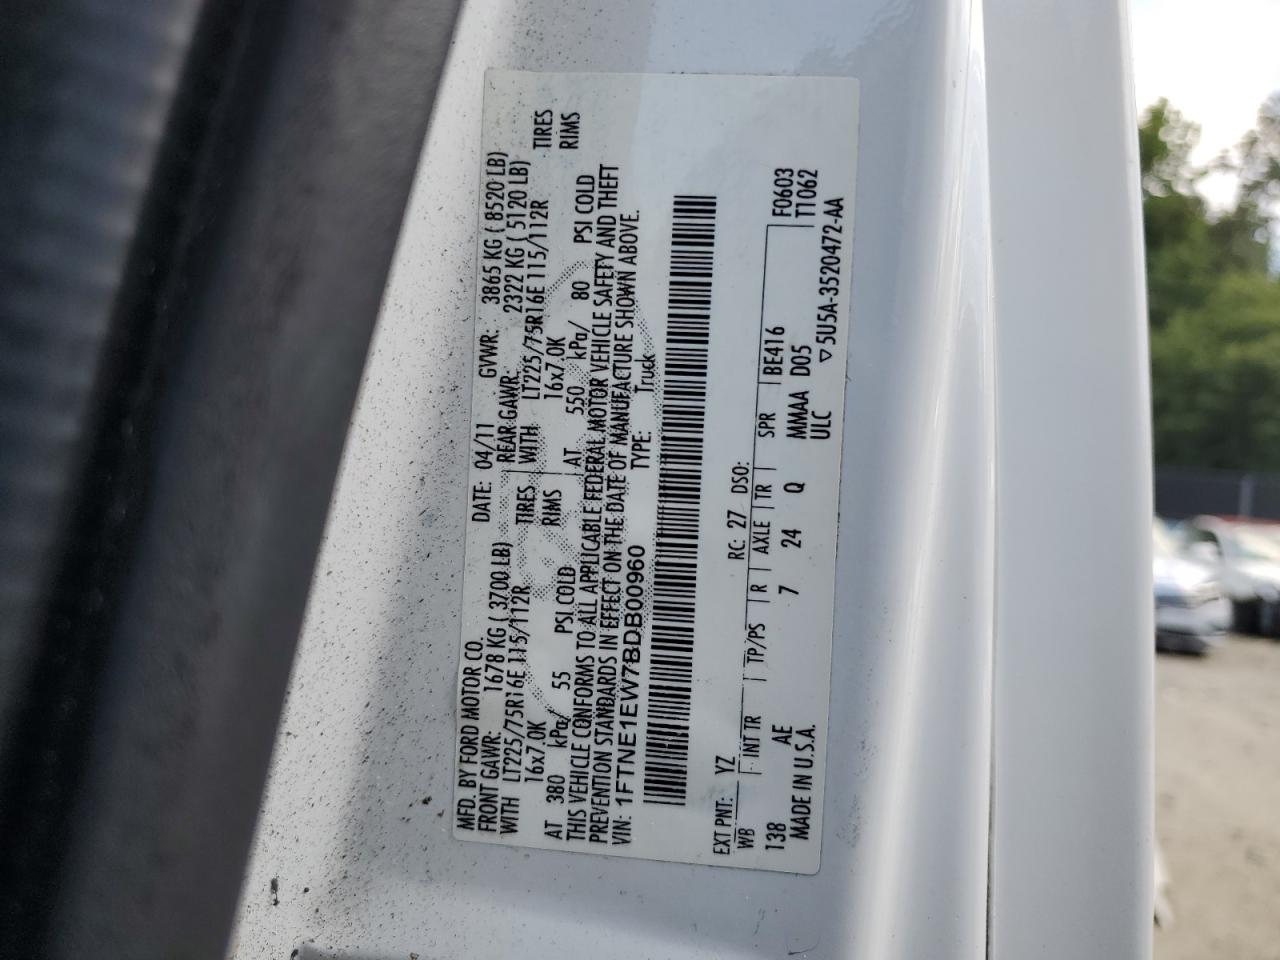 MFD. BY FORD MOTOR CO.
DATE: 04/11 GVWR: 3865 KG ( 8520 LB)
FRONT GAWR: 1678 KG ( 3700 LB) REAR GAWR: 2322 KG ( 5120 LB)
WITH LT225/75R16E 115/112R TIRES WITH LT225/75R16E 115/112R TIRES
16x7.0K RIMS 16x7.0K RIMS
AT 380 kPa/ 55 PSI COLD AT 550 kPa/ 80 PSI COLD
THIS VEHICLE CONFORMS TO ALL APPLICABLE FEDERAL MOTOR VEHICLE SAFETY AND THEFT
PREVENTION STANDARDS IN EFFECT ON THE DATE OF MANUFACTURE SHOWN ABOVE.
VIN: 1FTNE1EW7BDB00960 TYPE: Truck
EXT PNT: YZ RC: 27 DSO: F0603
WB INT TR TP/PS R AXLE TR SPR BE416 T1062
138 AE 7 24 Q MMAA D05
MADE IN U.S.A. ULC ▽5U5A-3520472-AA